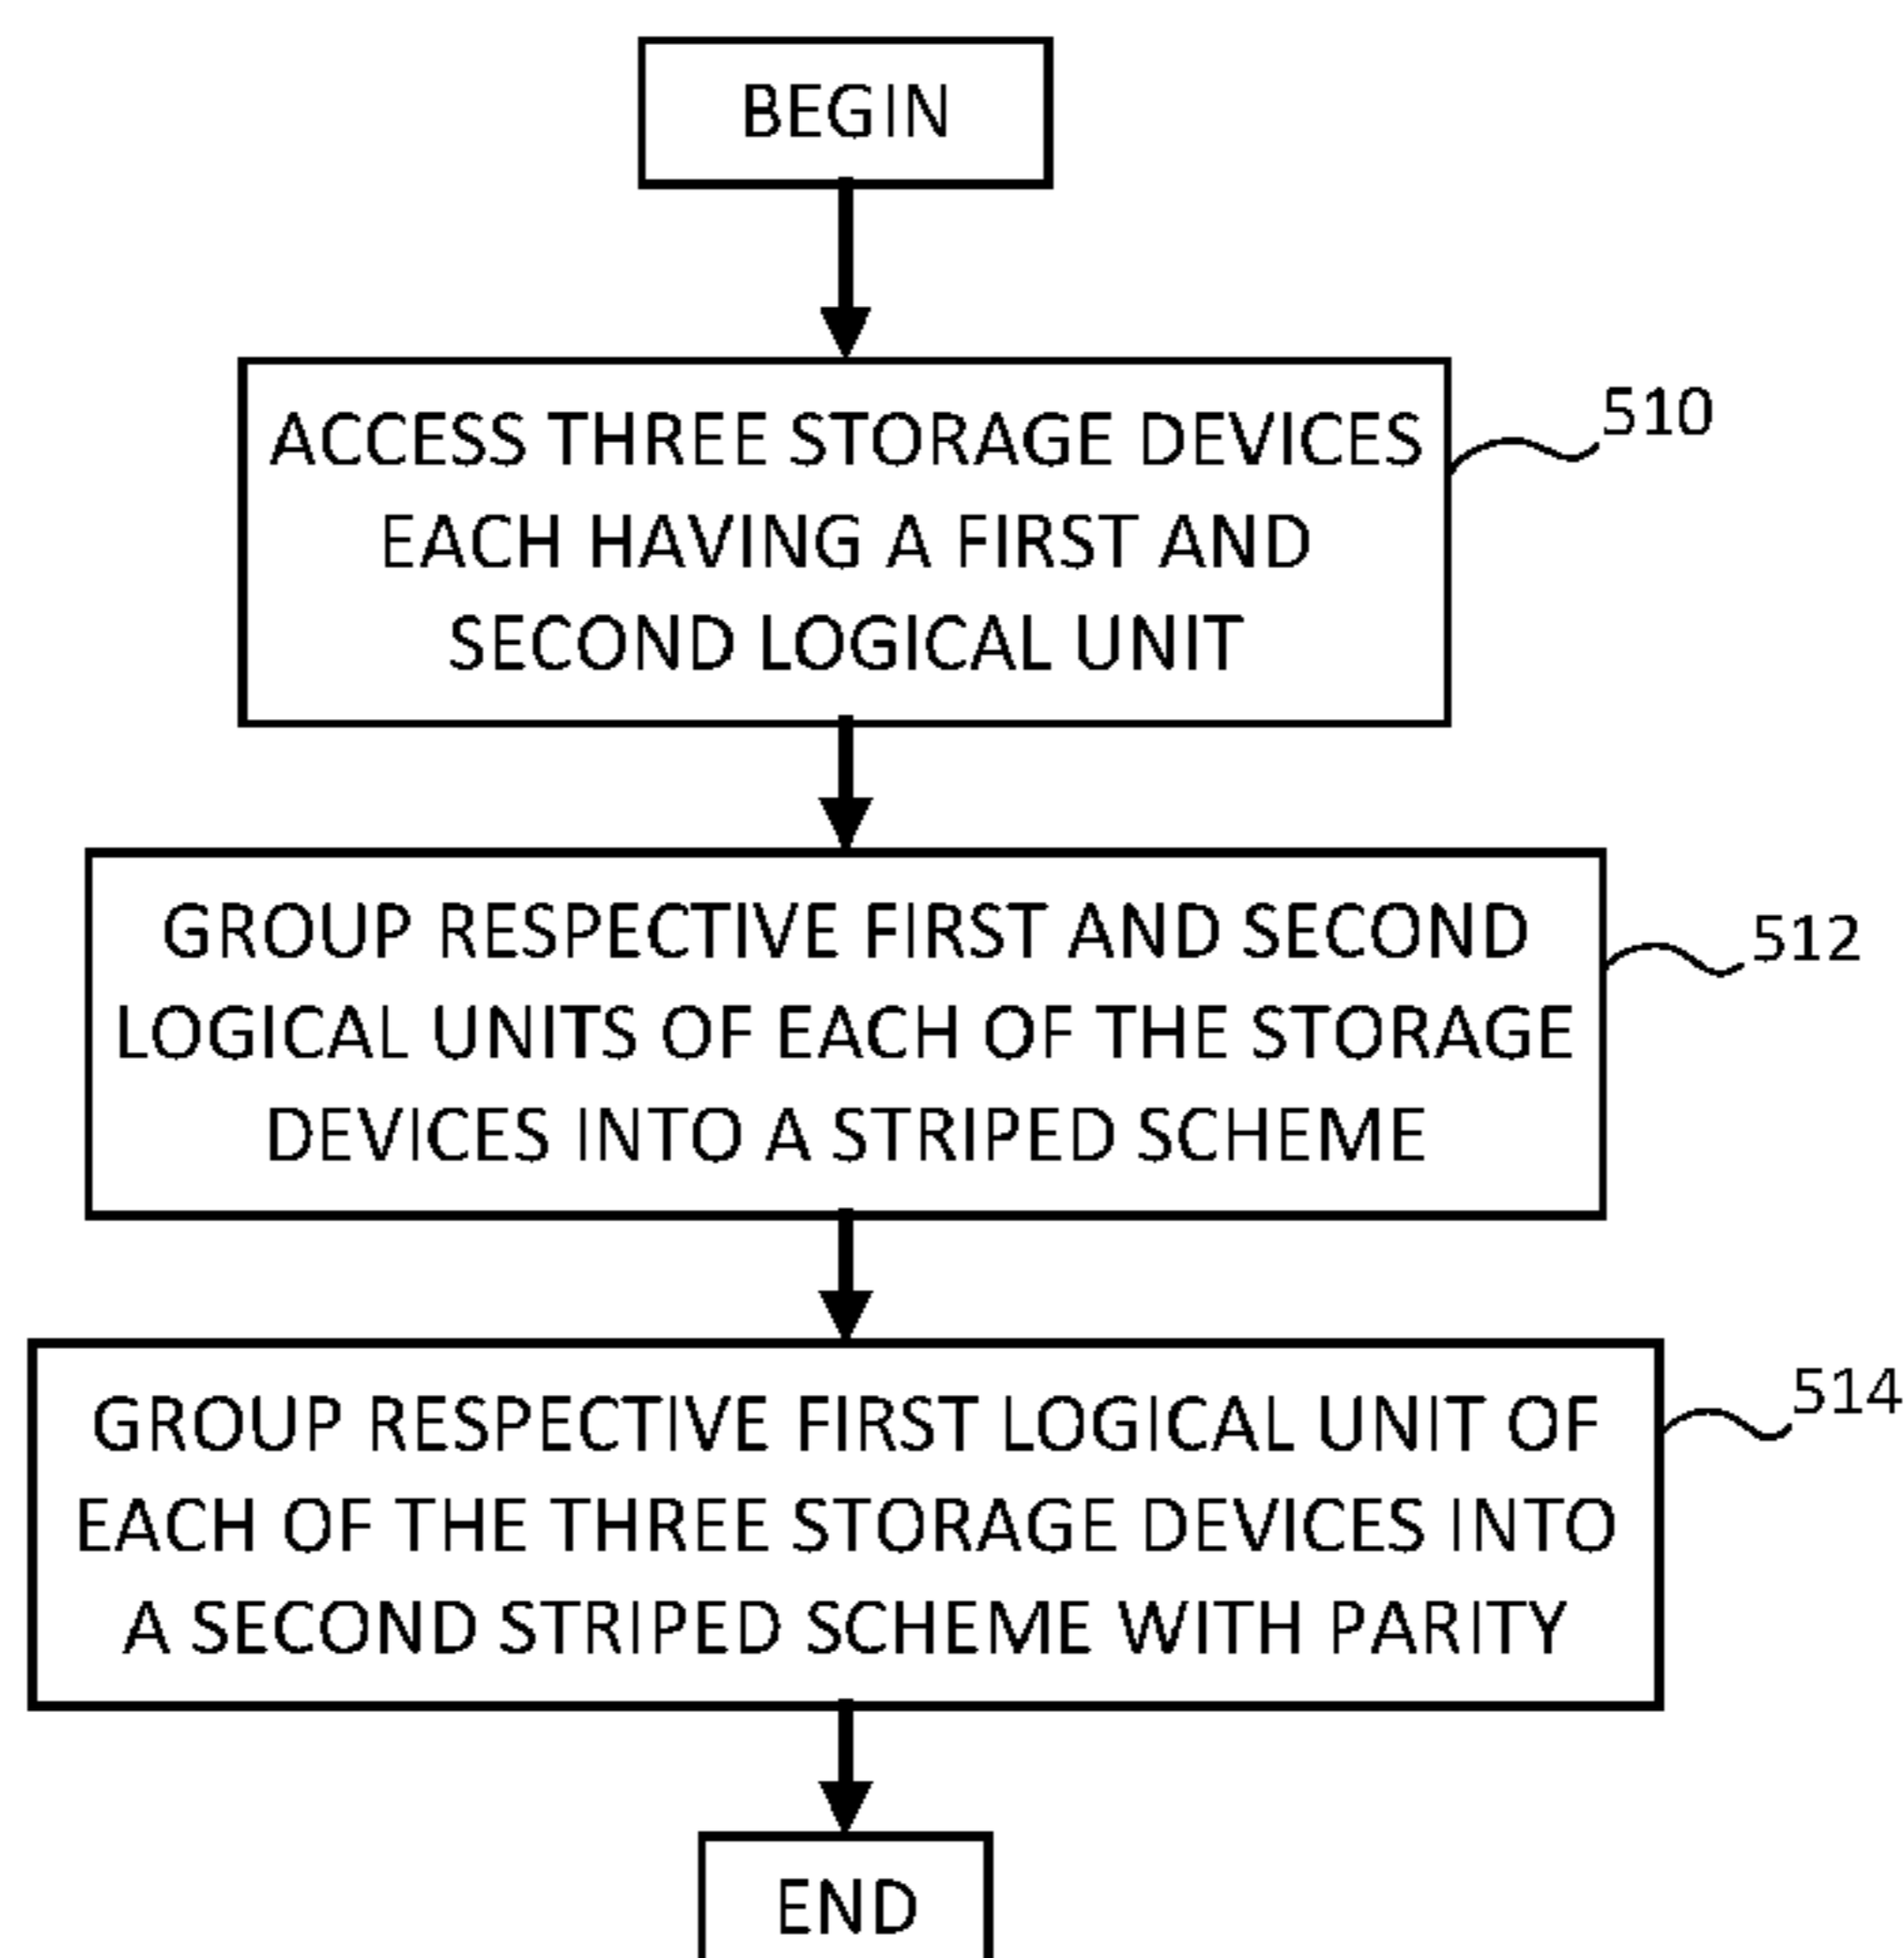 BEGIN
ACCESS THREE STORAGE DEVICES
EACH HAVING A FIRST AND
SECOND LOGICAL UNIT
510
GROUP RESPECTIVE FIRST AND SECOND
LOGICAL UNITS OF EACH OF THE STORAGE
DEVICES INTO A STRIPED SCHEME
512
GROUP RESPECTIVE FIRST LOGICAL UNIT OF
EACH OF THE THREE STORAGE DEVICES INTO
A SECOND STRIPED SCHEME WITH PARITY
514
END